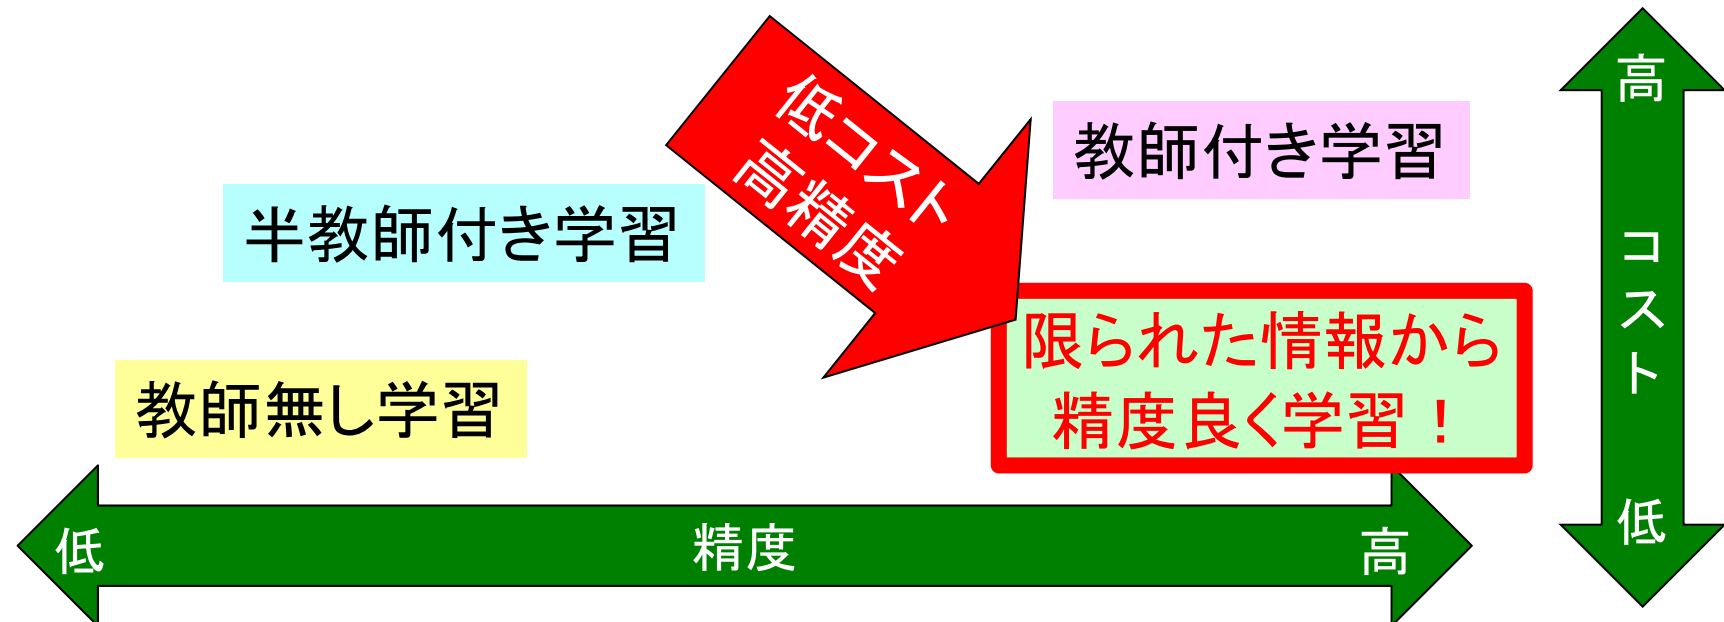 低コスト
高精度
教師付き学習
半教師付き学習
限られた情報から
精度良く学習！
教師無し学習
低 精度 高
高
コスト
低